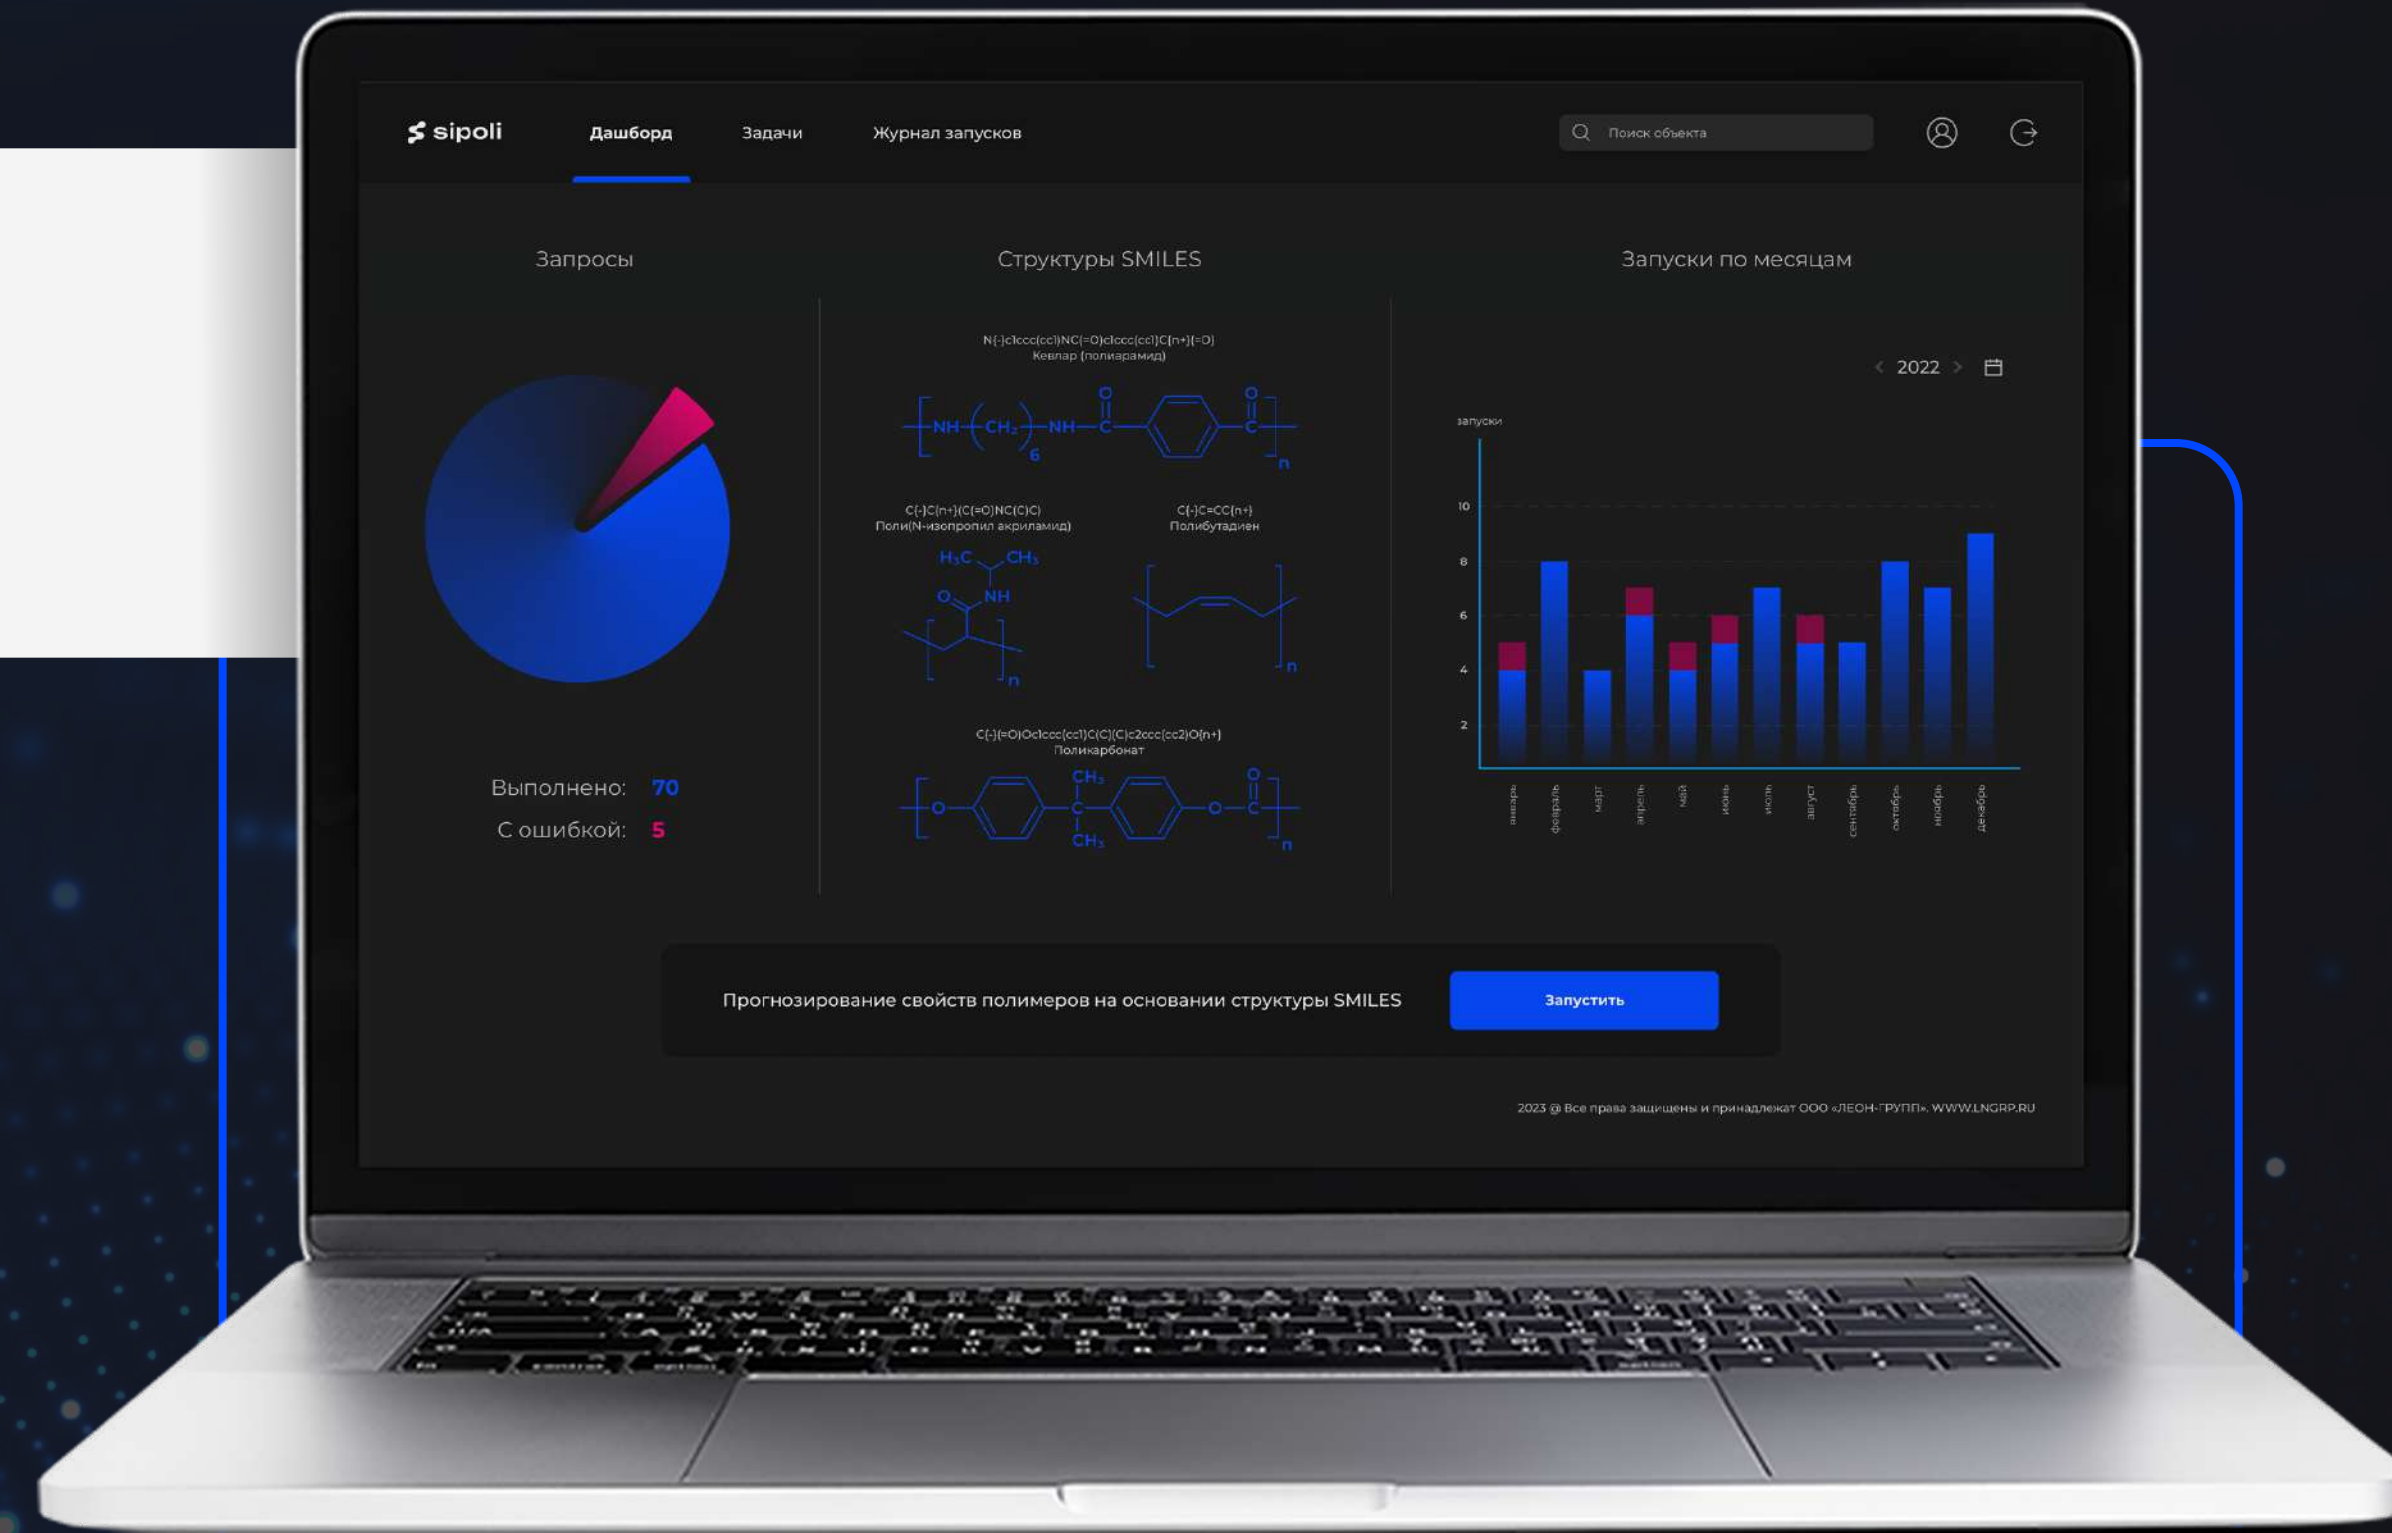 sipoli
Дашборд
Задачи
Журнал запусков
Поиск объекта
Запросы
Выполнено: 70
С ошибкой: 5
Структуры SMILES
N{-}c1ccc(cc1)NC(=O)c1ccc(cc1)C{n+}(=O)
Кевлар (полиарамид)
NH
CH₂
6
NH
C
O
C
O
n
C{-}C{n+}(C(=O)NC(C)C)
Поли(N-изопропил акриламид)
H₃C
CH₃
O
NH
n
C{-}C=CC{n+}
Полибутадиен
n
C{-}(=O)Oc1ccc(cc1)C(C)(C)c2ccc(cc2)O{n+}
Поликарбонат
O
CH₃
C
CH₃
O
C
O
n
Запуски по месяцам
< 2022 >
запуски
10
8
6
4
2
январь
февраль
март
апрель
май
июнь
июль
август
сентябрь
октябрь
ноябрь
декабрь
Прогнозирование свойств полимеров на основании структуры SMILES
Запустить
2023 @ Все права защищены и принадлежат ООО «ЛЕОН-ГРУПП». WWW.LNGRP.RU